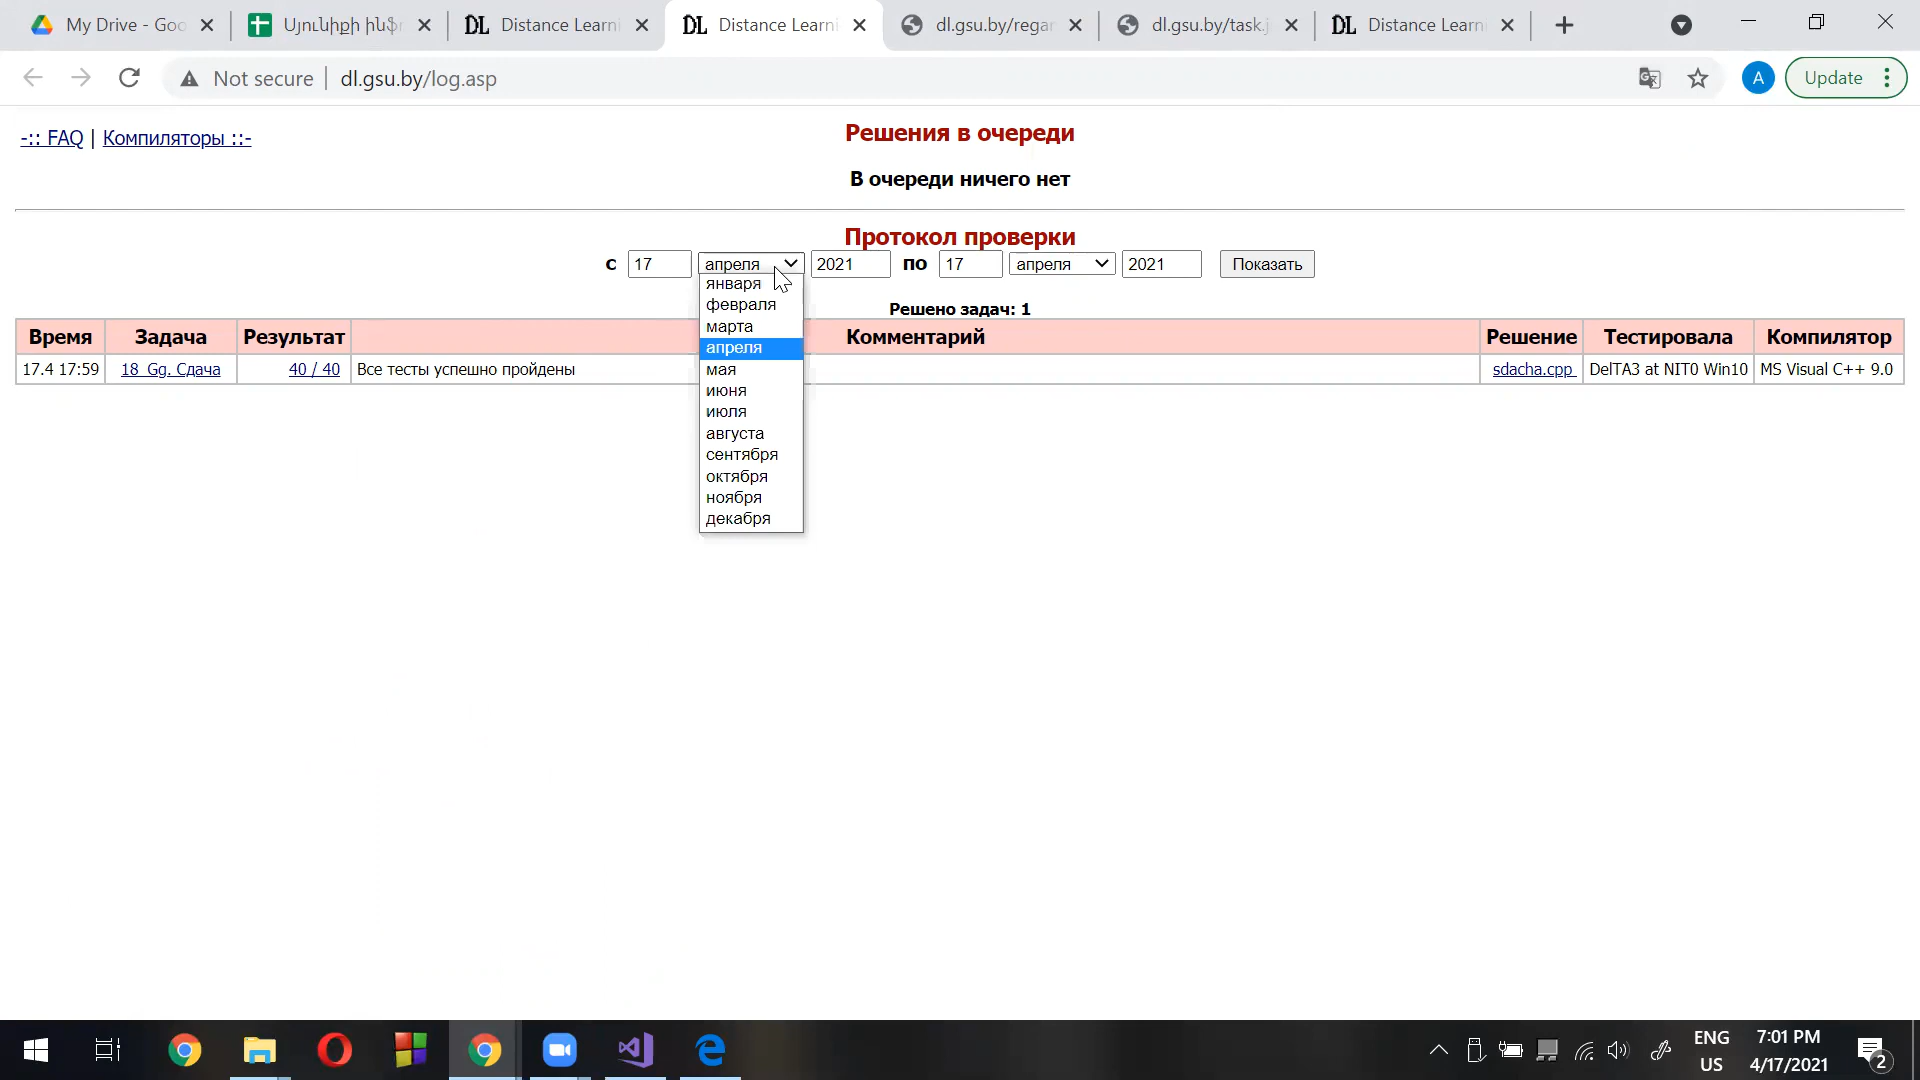 My Drive - Goo
Սյունիքի ինֆ
Distance Learni
Distance Learni
dl.gsu.by/regar
dl.gsu.by/task.j
Distance Learni
Not secure
dl.gsu.by/log.asp
A
Update
-:: FAQ | Компиляторы ::-
Решения в очереди
В очереди ничего нет
Протокол проверки
С 17 апреля 2021 по 17 апреля 2021 Показать
января
февраля
марта
апреля
мая
июня
июля
августа
сентября
октября
ноября
декабря
Решено задач: 1
Время Задача Результат Комментарий Решение Тестировала Компилятор
17.4 17:59 18_Gg. Сдача 40 / 40 Все тесты успешно пройдены sdacha.cpp DelTA3 at NIT0 Win10 MS Visual C++ 9.0
ENG
US
7:01 PM
4/17/2021
2